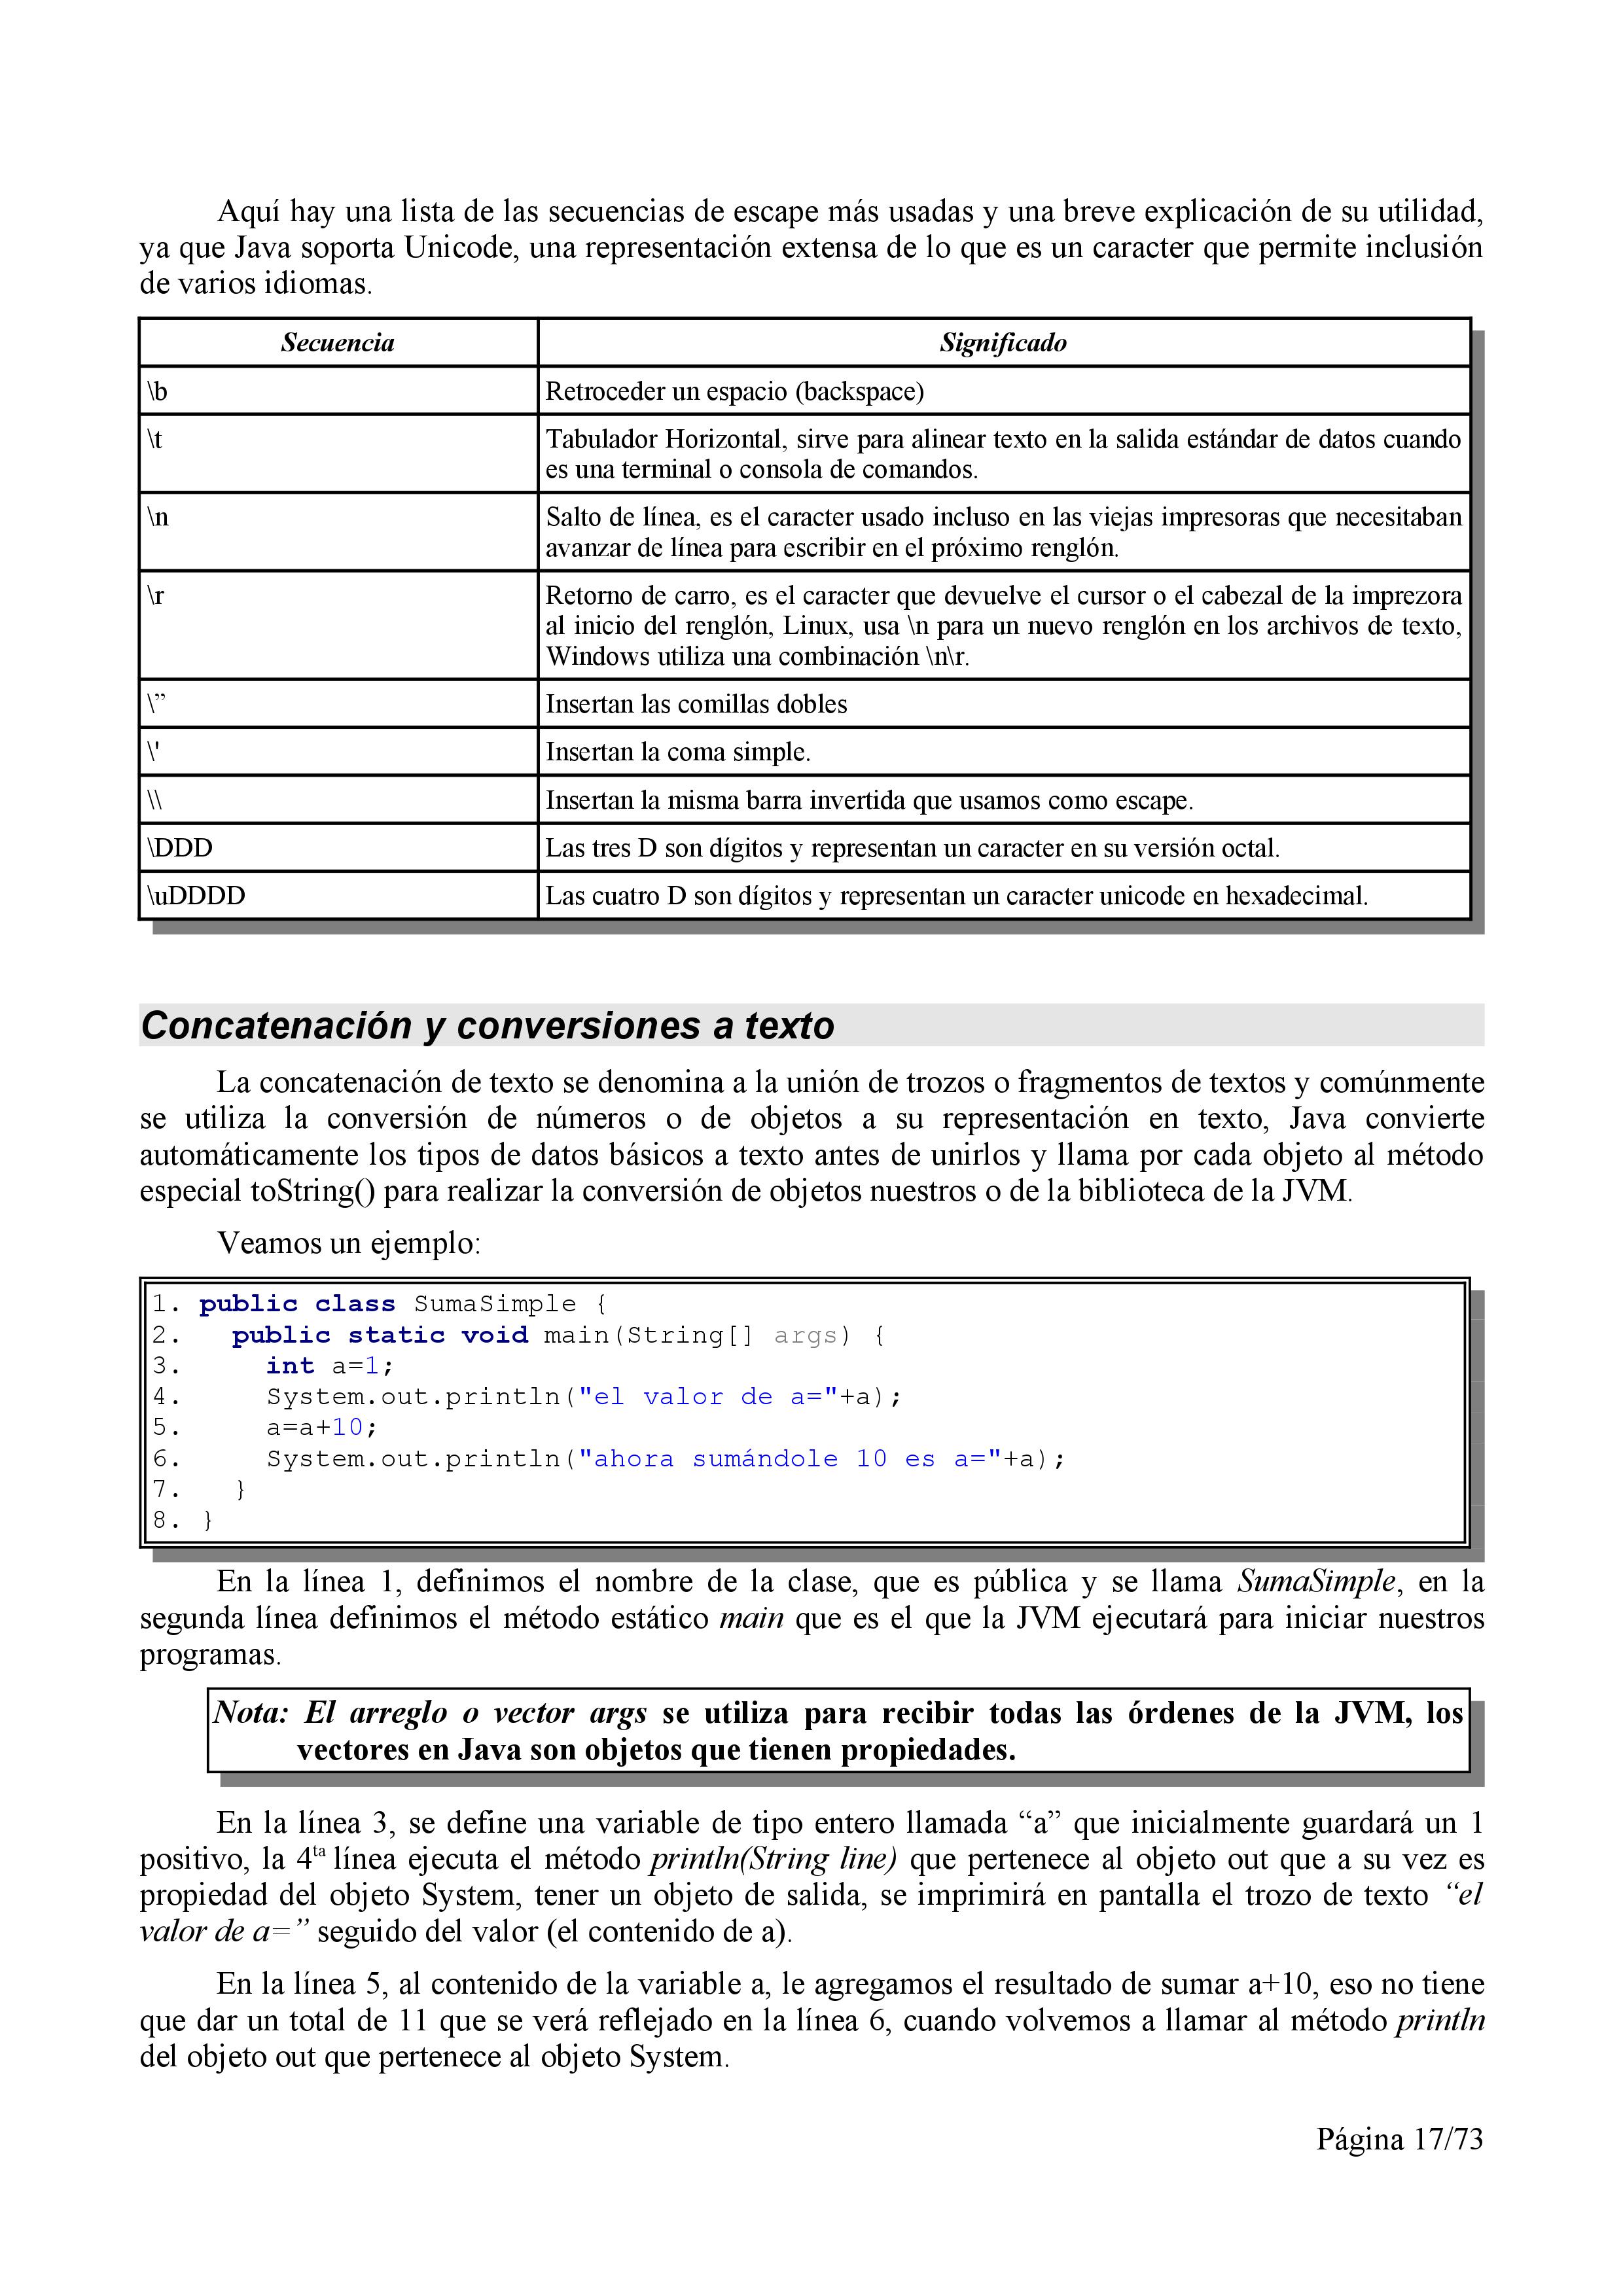 Aquí hay una lista de las secuencias de escape más usadas y una breve explicación de su utilidad,
ya que Java soporta Unicode, una representación extensa de lo que es un caracter que permite inclusión
de varios idiomas.
Secuencia Significado
\b Retroceder un espacio (backspace)
\t Tabulador Horizontal, sirve para alinear texto en la salida estándar de datos cuando
es una terminal o consola de comandos.
\n Salto de línea, es el caracter usado incluso en las viejas impresoras que necesitaban
avanzar de línea para escribir en el próximo renglón.
\r Retorno de carro, es el caracter que devuelve el cursor o el cabezal de la imprezora
al inicio del renglón, Linux, usa \n para un nuevo renglón en los archivos de texto,
Windows utiliza una combinación \n\r.
\” Insertan las comillas dobles
\' Insertan la coma simple.
\\ Insertan la misma barra invertida que usamos como escape.
\DDD Las tres D son dígitos y representan un caracter en su versión octal.
\uDDDD Las cuatro D son dígitos y representan un caracter unicode en hexadecimal.
Concatenación y conversiones a texto
La concatenación de texto se denomina a la unión de trozos o fragmentos de textos y comúnmente
se utiliza la conversión de números o de objetos a su representación en texto, Java convierte
automáticamente los tipos de datos básicos a texto antes de unirlos y llama por cada objeto al método
especial toString() para realizar la conversión de objetos nuestros o de la biblioteca de la JVM.
Veamos un ejemplo:
1. public class SumaSimple {
2.   public static void main(String[] args) {
3.     int a=1;
4.     System.out.println("el valor de a="+a);
5.     a=a+10;
6.     System.out.println("ahora sumándole 10 es a="+a);
7.   }
8. }
En la línea 1, definimos el nombre de la clase, que es pública y se llama SumaSimple, en la
segunda línea definimos el método estático main que es el que la JVM ejecutará para iniciar nuestros
programas.
Nota: El arreglo o vector args se utiliza para recibir todas las órdenes de la JVM, los
vectores en Java son objetos que tienen propiedades.
En la línea 3, se define una variable de tipo entero llamada “a” que inicialmente guardará un 1
positivo, la 4ta línea ejecuta el método println(String line) que pertenece al objeto out que a su vez es
propiedad del objeto System, tener un objeto de salida, se imprimirá en pantalla el trozo de texto “el
valor de a=” seguido del valor (el contenido de a).
En la línea 5, al contenido de la variable a, le agregamos el resultado de sumar a+10, eso no tiene
que dar un total de 11 que se verá reflejado en la línea 6, cuando volvemos a llamar al método println
del objeto out que pertenece al objeto System.
Página 17/73